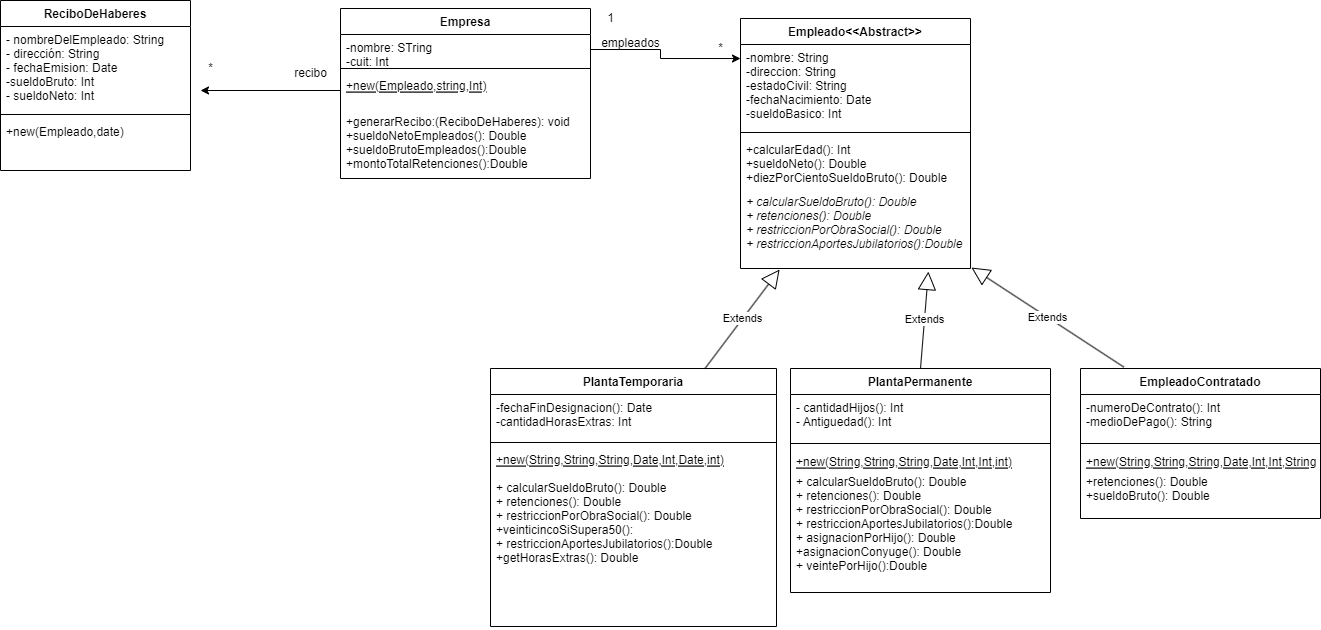 ReciboDeHaberes
- nombreDelEmpleado: String
- dirección: String
- fechaEmision: Date
-sueldoBruto: Int
- sueldoNeto: Int
+new(Empleado,date)
*
recibo
Empresa
-nombre: STring
-cuit: Int
+new(Empleado,string,Int)
+generarRecibo:(ReciboDeHaberes): void
+sueldoNetoEmpleados(): Double
+sueldoBrutoEmpleados():Double
+montoTotalRetenciones():Double
1
empleados
*
Empleado<<Abstract>>
-nombre: String
-direccion: String
-estadoCivil: String
-fechaNacimiento: Date
-sueldoBasico: Int
+calcularEdad(): Int
+sueldoNeto(): Double
+diezPorCientoSueldoBruto(): Double
+ calcularSueldoBruto(): Double
+ retenciones(): Double
+ restriccionPorObraSocial(): Double
+ restriccionAportesJubilatorios():Double
Extends
Extends
Extends
PlantaTemporaria
-fechaFinDesignacion(): Date
-cantidadHorasExtras: Int
+new(String,String,String,Date,Int,Date,int)
+ calcularSueldoBruto(): Double
+ retenciones(): Double
+ restriccionPorObraSocial(): Double
+veinticincoSiSupera50():
+ restriccionAportesJubilatorios():Double
+getHorasExtras(): Double
PlantaPermanente
- cantidadHijos(): Int
- Antiguedad(): Int
+new(String,String,String,Date,Int,Int,int)
+ calcularSueldoBruto(): Double
+ retenciones(): Double
+ restriccionPorObraSocial(): Double
+ restriccionAportesJubilatorios():Double
+ asignacionPorHijo(): Double
+asignacionConyuge(): Double
+ veintePorHijo():Double
EmpleadoContratado
-numeroDeContrato(): Int
-medioDePago(): String
+new(String,String,String,Date,Int,Int,String
+retenciones(): Double
+sueldoBruto(): Double